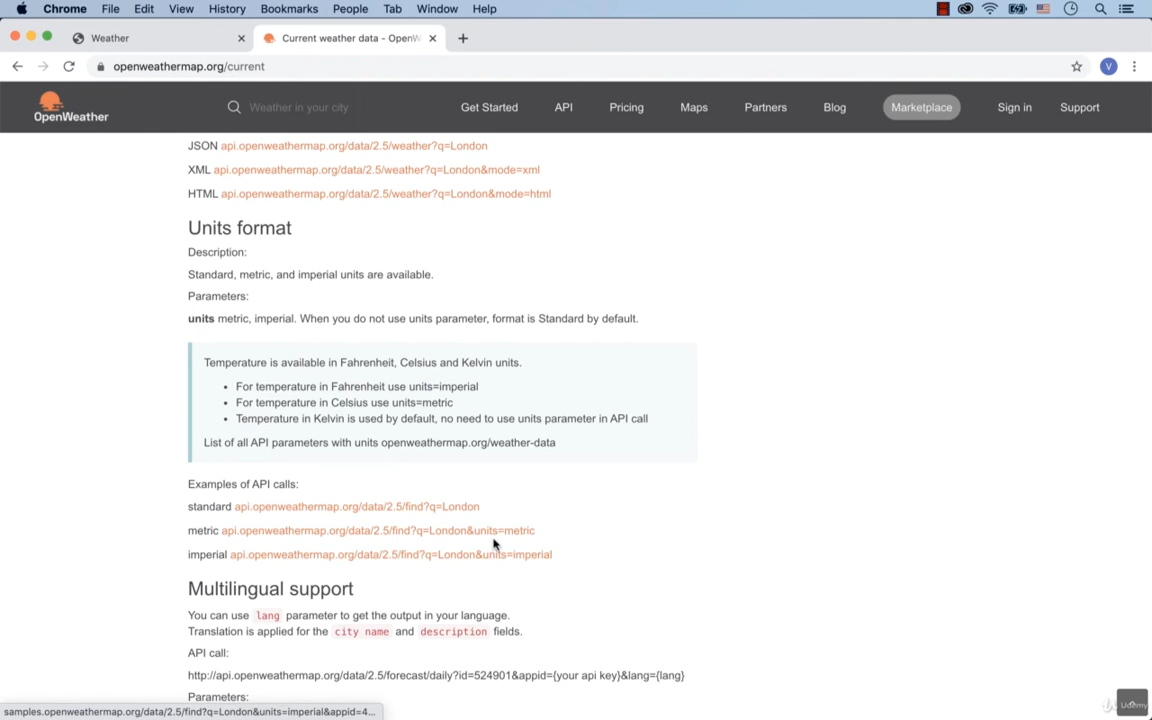 Chrome File Edit View History Bookmarks People Tab Window Help
Weather
Current weather data - OpenW
openweathermap.org/current
V
OpenWeather
Weather in your city
Get Started API Pricing Maps Partners Blog Marketplace Sign in Support
JSON api.openweathermap.org/data/2.5/weather?q=London
XML api.openweathermap.org/data/2.5/weather?q=London&mode=xml
HTML api.openweathermap.org/data/2.5/weather?q=London&mode=html
Units format
Description:
Standard, metric, and imperial units are available.
Parameters:
units metric, imperial. When you do not use units parameter, format is Standard by default.
Temperature is available in Fahrenheit, Celsius and Kelvin units.
• For temperature in Fahrenheit use units=imperial
• For temperature in Celsius use units=metric
• Temperature in Kelvin is used by default, no need to use units parameter in API call
List of all API parameters with units openweathermap.org/weather-data
Examples of API calls:
standard api.openweathermap.org/data/2.5/find?q=London
metric api.openweathermap.org/data/2.5/find?q=London&units=metric
imperial api.openweathermap.org/data/2.5/find?q=London&units=imperial
Multilingual support
You can use lang parameter to get the output in your language.
Translation is applied for the city name and description fields.
API call:
http://api.openweathermap.org/data/2.5/forecast/daily?id=524901&appid={your api key}&lang={lang}
Parameters:
samples.openweathermap.org/data/2.5/find?q=London&units=imperial&appid=4...
Udemy